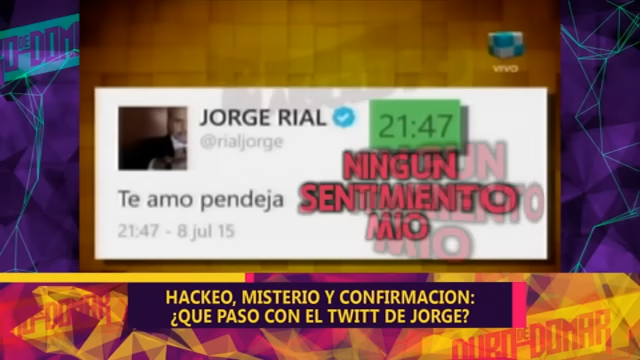 DURO DE DOMAR
VIVO
JORGE RIAL
@rialjorge
21:47
NINGUN
SENTIMIENTO
MIO
Te amo pendeja
21:47 - 8 jul 15
HACKEO, MISTERIO Y CONFIRMACION:
¿QUE PASO CON EL TWITT DE JORGE?
DURO DE DOMAR